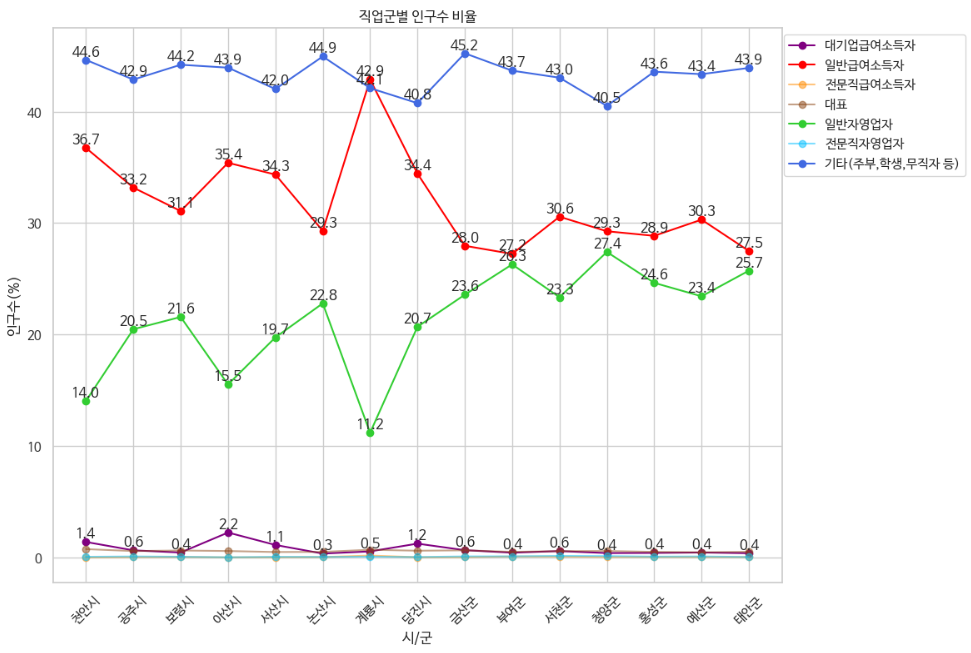 직업군별 인구수 비율
44.6 42.9 44.2 43.9 42.0 44.9 42.1 40.8 45.2 43.7 43.0 40.5 43.6 43.4 43.9
36.7 33.2 31.1 35.4 34.3 29.3 42.9 34.4 28.0 27.2 30.6 29.3 28.9 30.3 27.5
14.0 20.5 21.6 15.5 19.7 22.8 11.2 20.7 23.6 26.3 23.3 27.4 24.6 23.4 25.7
1.4 0.6 0.4 2.2 1.1 0.3 0.5 1.2 0.6 0.4 0.6 0.4 0.4 0.4 0.4
40
30
20
10
0
인구수(%)
천안시 공주시 보령시 아산시 서산시 논산시 계룡시 당진시 금산군 부여군 서천군 청양군 홍성군 예산군 태안군
시/군
대기업급여소득자
일반급여소득자
전문직급여소득자
대표
일반자영업자
전문직자영업자
기타(주부,학생,무직자 등)